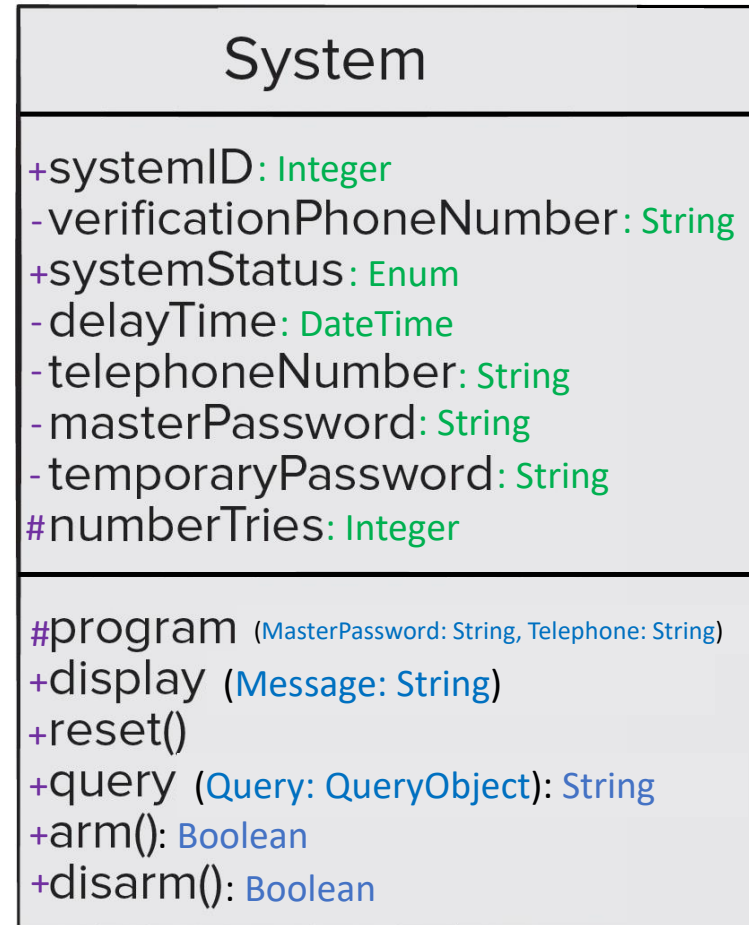 System
+systemID: Integer
-verificationPhoneNumber: String
+systemStatus: Enum
-delayTime: DateTime
-telephoneNumber: String
-masterPassword: String
-temporaryPassword: String
#numberTries: Integer
#program (MasterPassword: String, Telephone: String)
+display (Message: String)
+reset()
+query (Query: QueryObject): String
+arm(): Boolean
+disarm(): Boolean